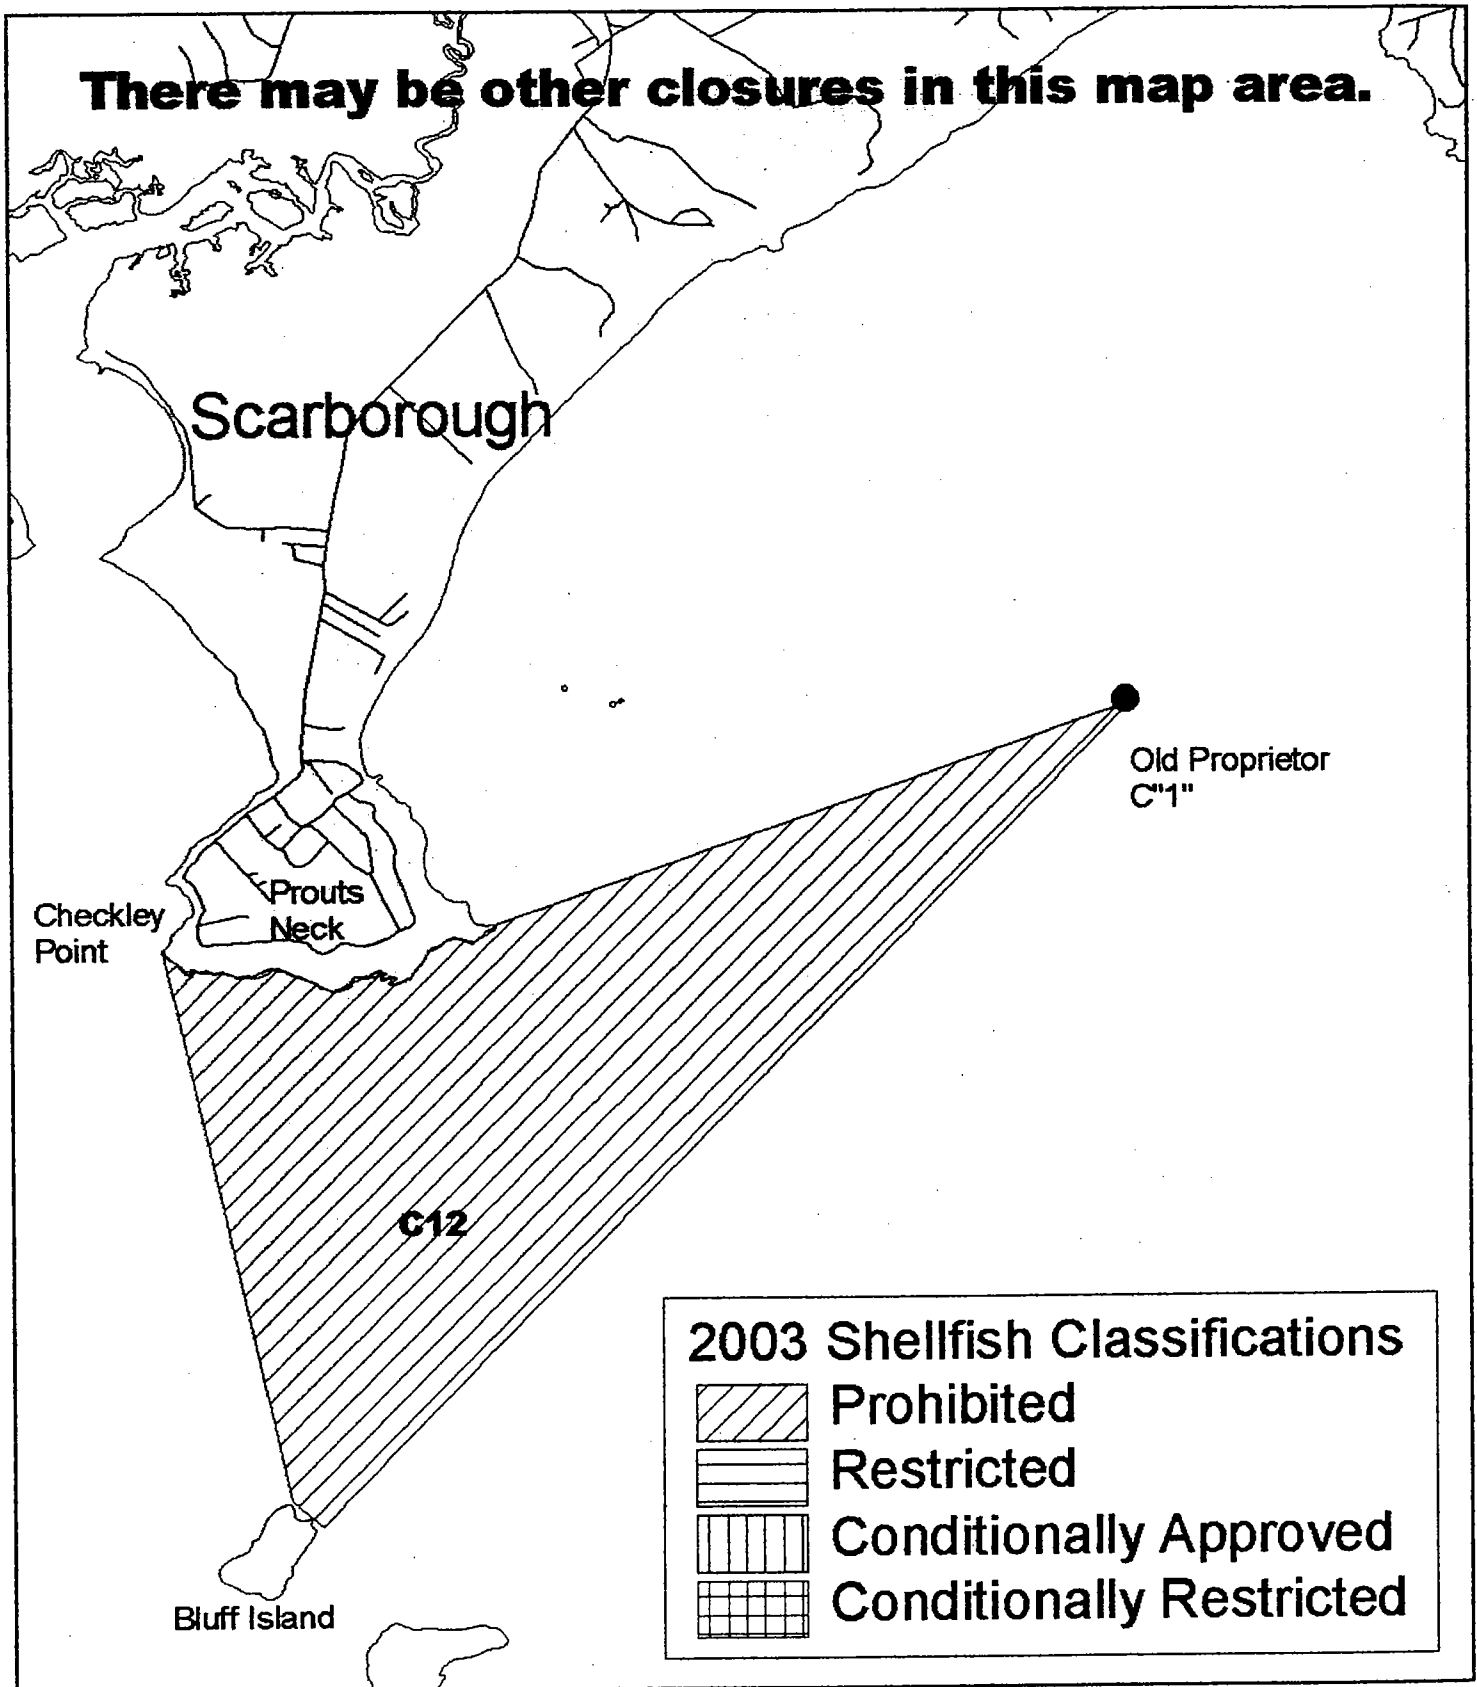 There may be other closures in this map area.
Scarborough
Old Proprietor
C"1"
Prouts
Neck
Checkley
Point
C12
2003 Shellfish Classifications
Prohibited
Restricted
Conditionally Approved
Conditionally Restricted
Bluff Island